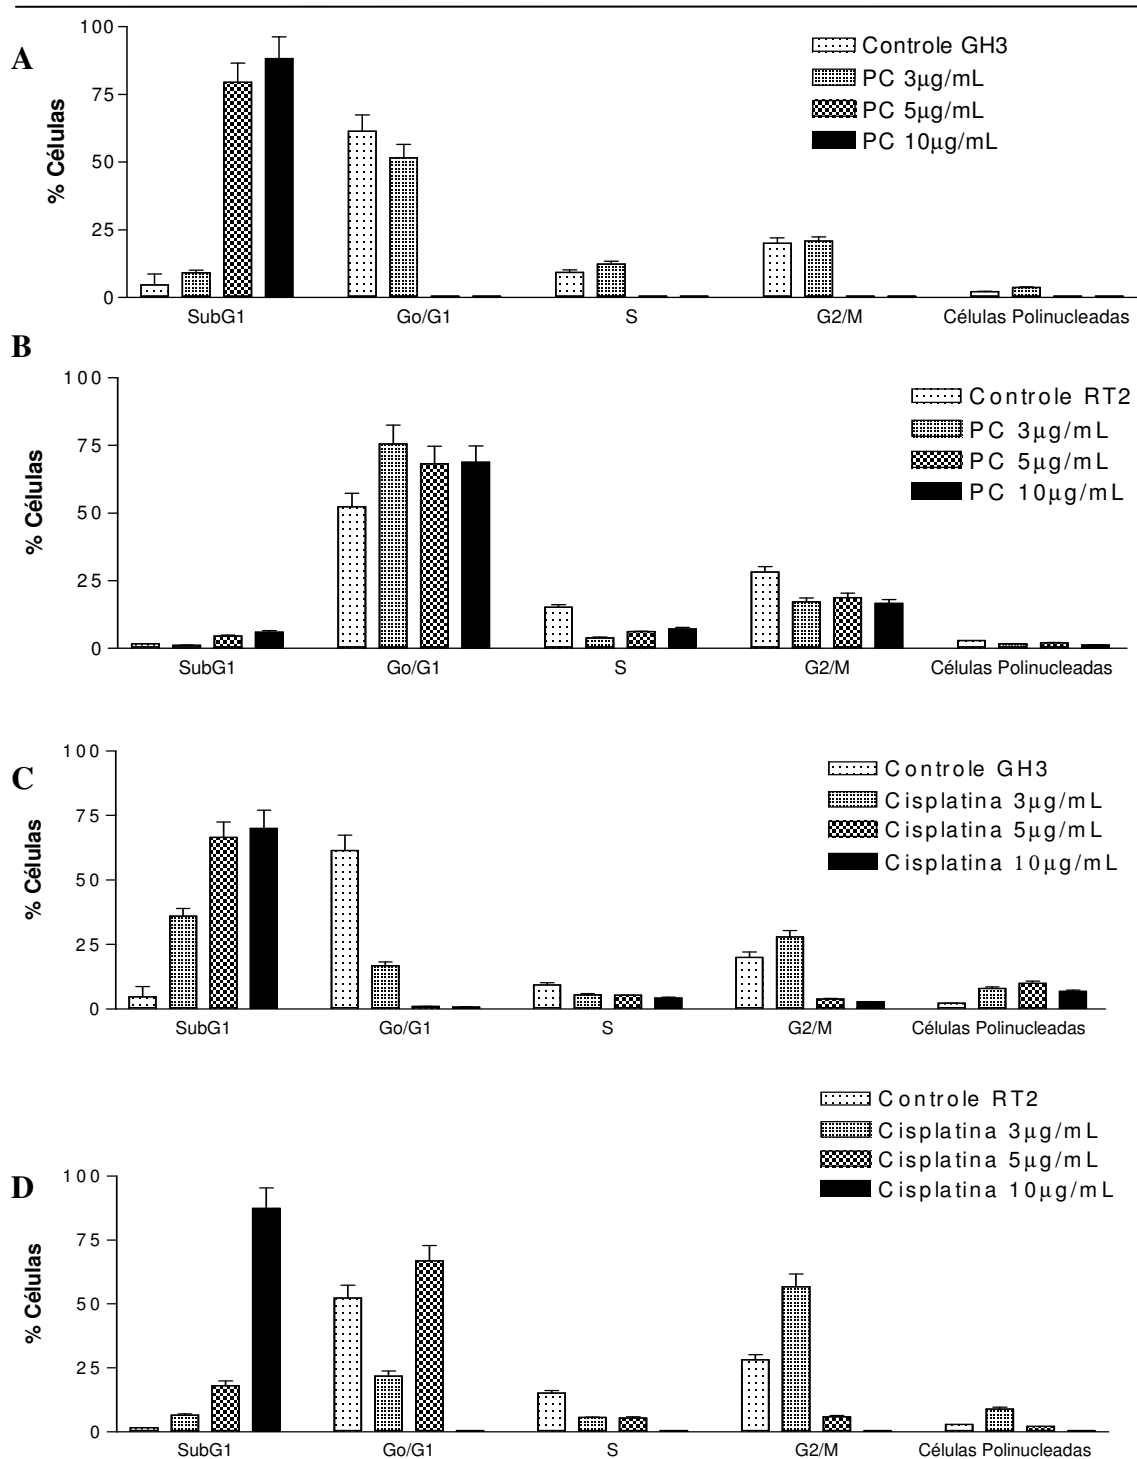 A
100
75
50
25
0
% Células
Controle GH3
PC 3µg/mL
PC 5µg/mL
PC 10µg/mL
SubG1 Go/G1 S G2/M Células Polinucleadas
B
100
75
50
25
0
% Células
Controle RT2
PC 3µg/mL
PC 5µg/mL
PC 10µg/mL
SubG1 Go/G1 S G2/M Células Polinucleadas
C
100
75
50
25
0
% Células
Controle GH3
Cisplatina 3µg/mL
Cisplatina 5µg/mL
Cisplatina 10µg/mL
SubG1 Go/G1 S G2/M Células Polinucleadas
D
100
75
50
25
0
% Células
Controle RT2
Cisplatina 3µg/mL
Cisplatina 5µg/mL
Cisplatina 10µg/mL
SubG1 Go/G1 S G2/M Células Polinucleadas